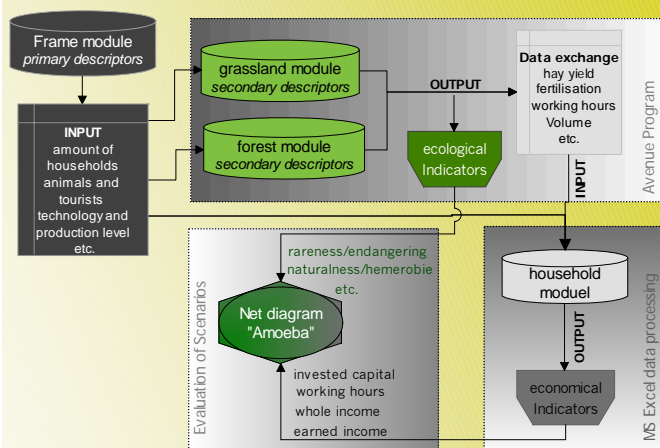 Frame module
primary descriptors
INPUT
amount of
households
animals and
tourists
technology and
production level
etc.
grassland module
secondary descriptors
forest module
secondary descriptors
OUTPUT
ecological
Indicators
Data exchange
hay yield
fertilisation
working hours
Volume
etc.
INPUT
Avenue Program
rareness/endangering
naturalness/hemerobie
etc.
Net diagram
"Amoeba"
invested capital
working hours
whole income
earned income
Evaluation of Scenarios
household
moduel
OUTPUT
economical
Indicators
MS Excel data processing